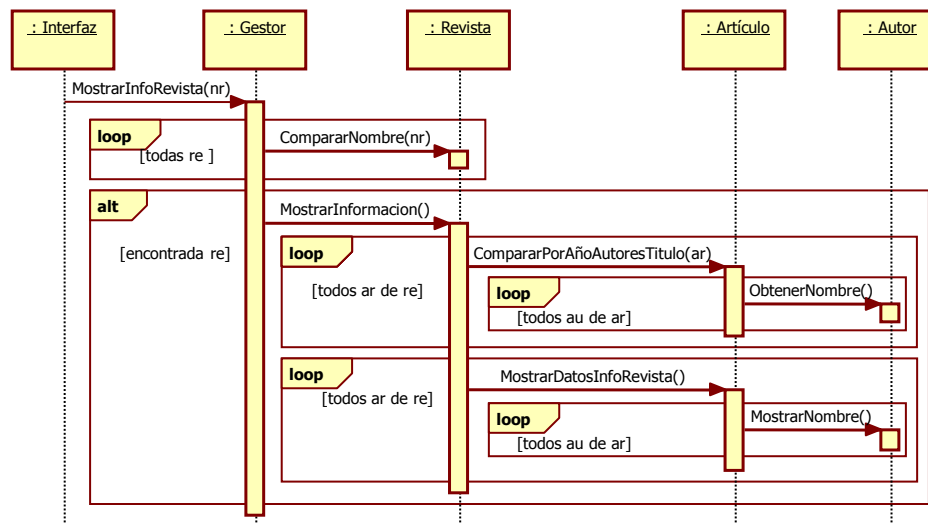 : Interfaz
: Gestor
: Revista
: Artículo
: Autor
MostrarInfoRevista(nr)
loop
[todas re ]
CompararNombre(nr)
alt
[encontrada re]
MostrarInformacion()
loop
[todos ar de re]
CompararPorAñoAutoresTitulo(ar)
loop
[todos au de ar]
ObtenerNombre()
loop
[todos ar de re]
MostrarDatosInfoRevista()
loop
[todos au de ar]
MostrarNombre()